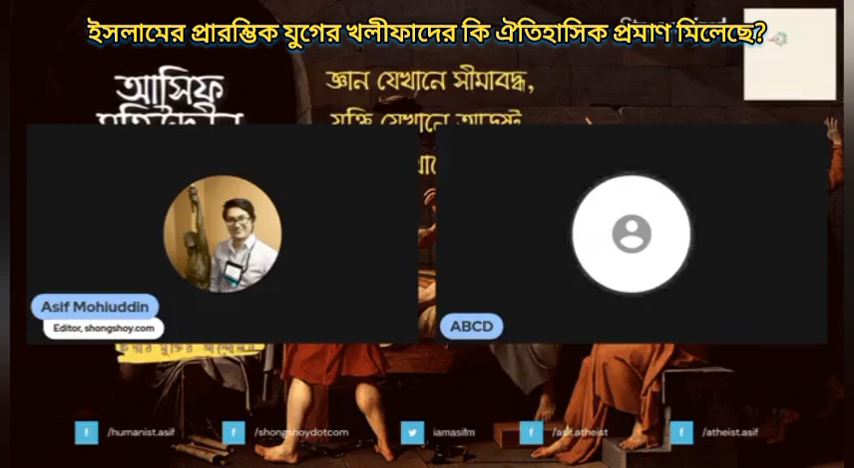 ইসলামের প্রারম্ভিক যুগের খলীফাদের কি ঐতিহাসিক প্রমাণ মিলেছে?
আসিফ
জ্ঞান যেখানে সীমাবদ্ধ,
যুক্তি যেখানে আড়ষ্ট
Asif Mohiuddin
Editor, shongshoy.com
ABCD
/humanist.asif
/shongshoydotcom
iamasifm
/asif.atheist
/atheist.asif